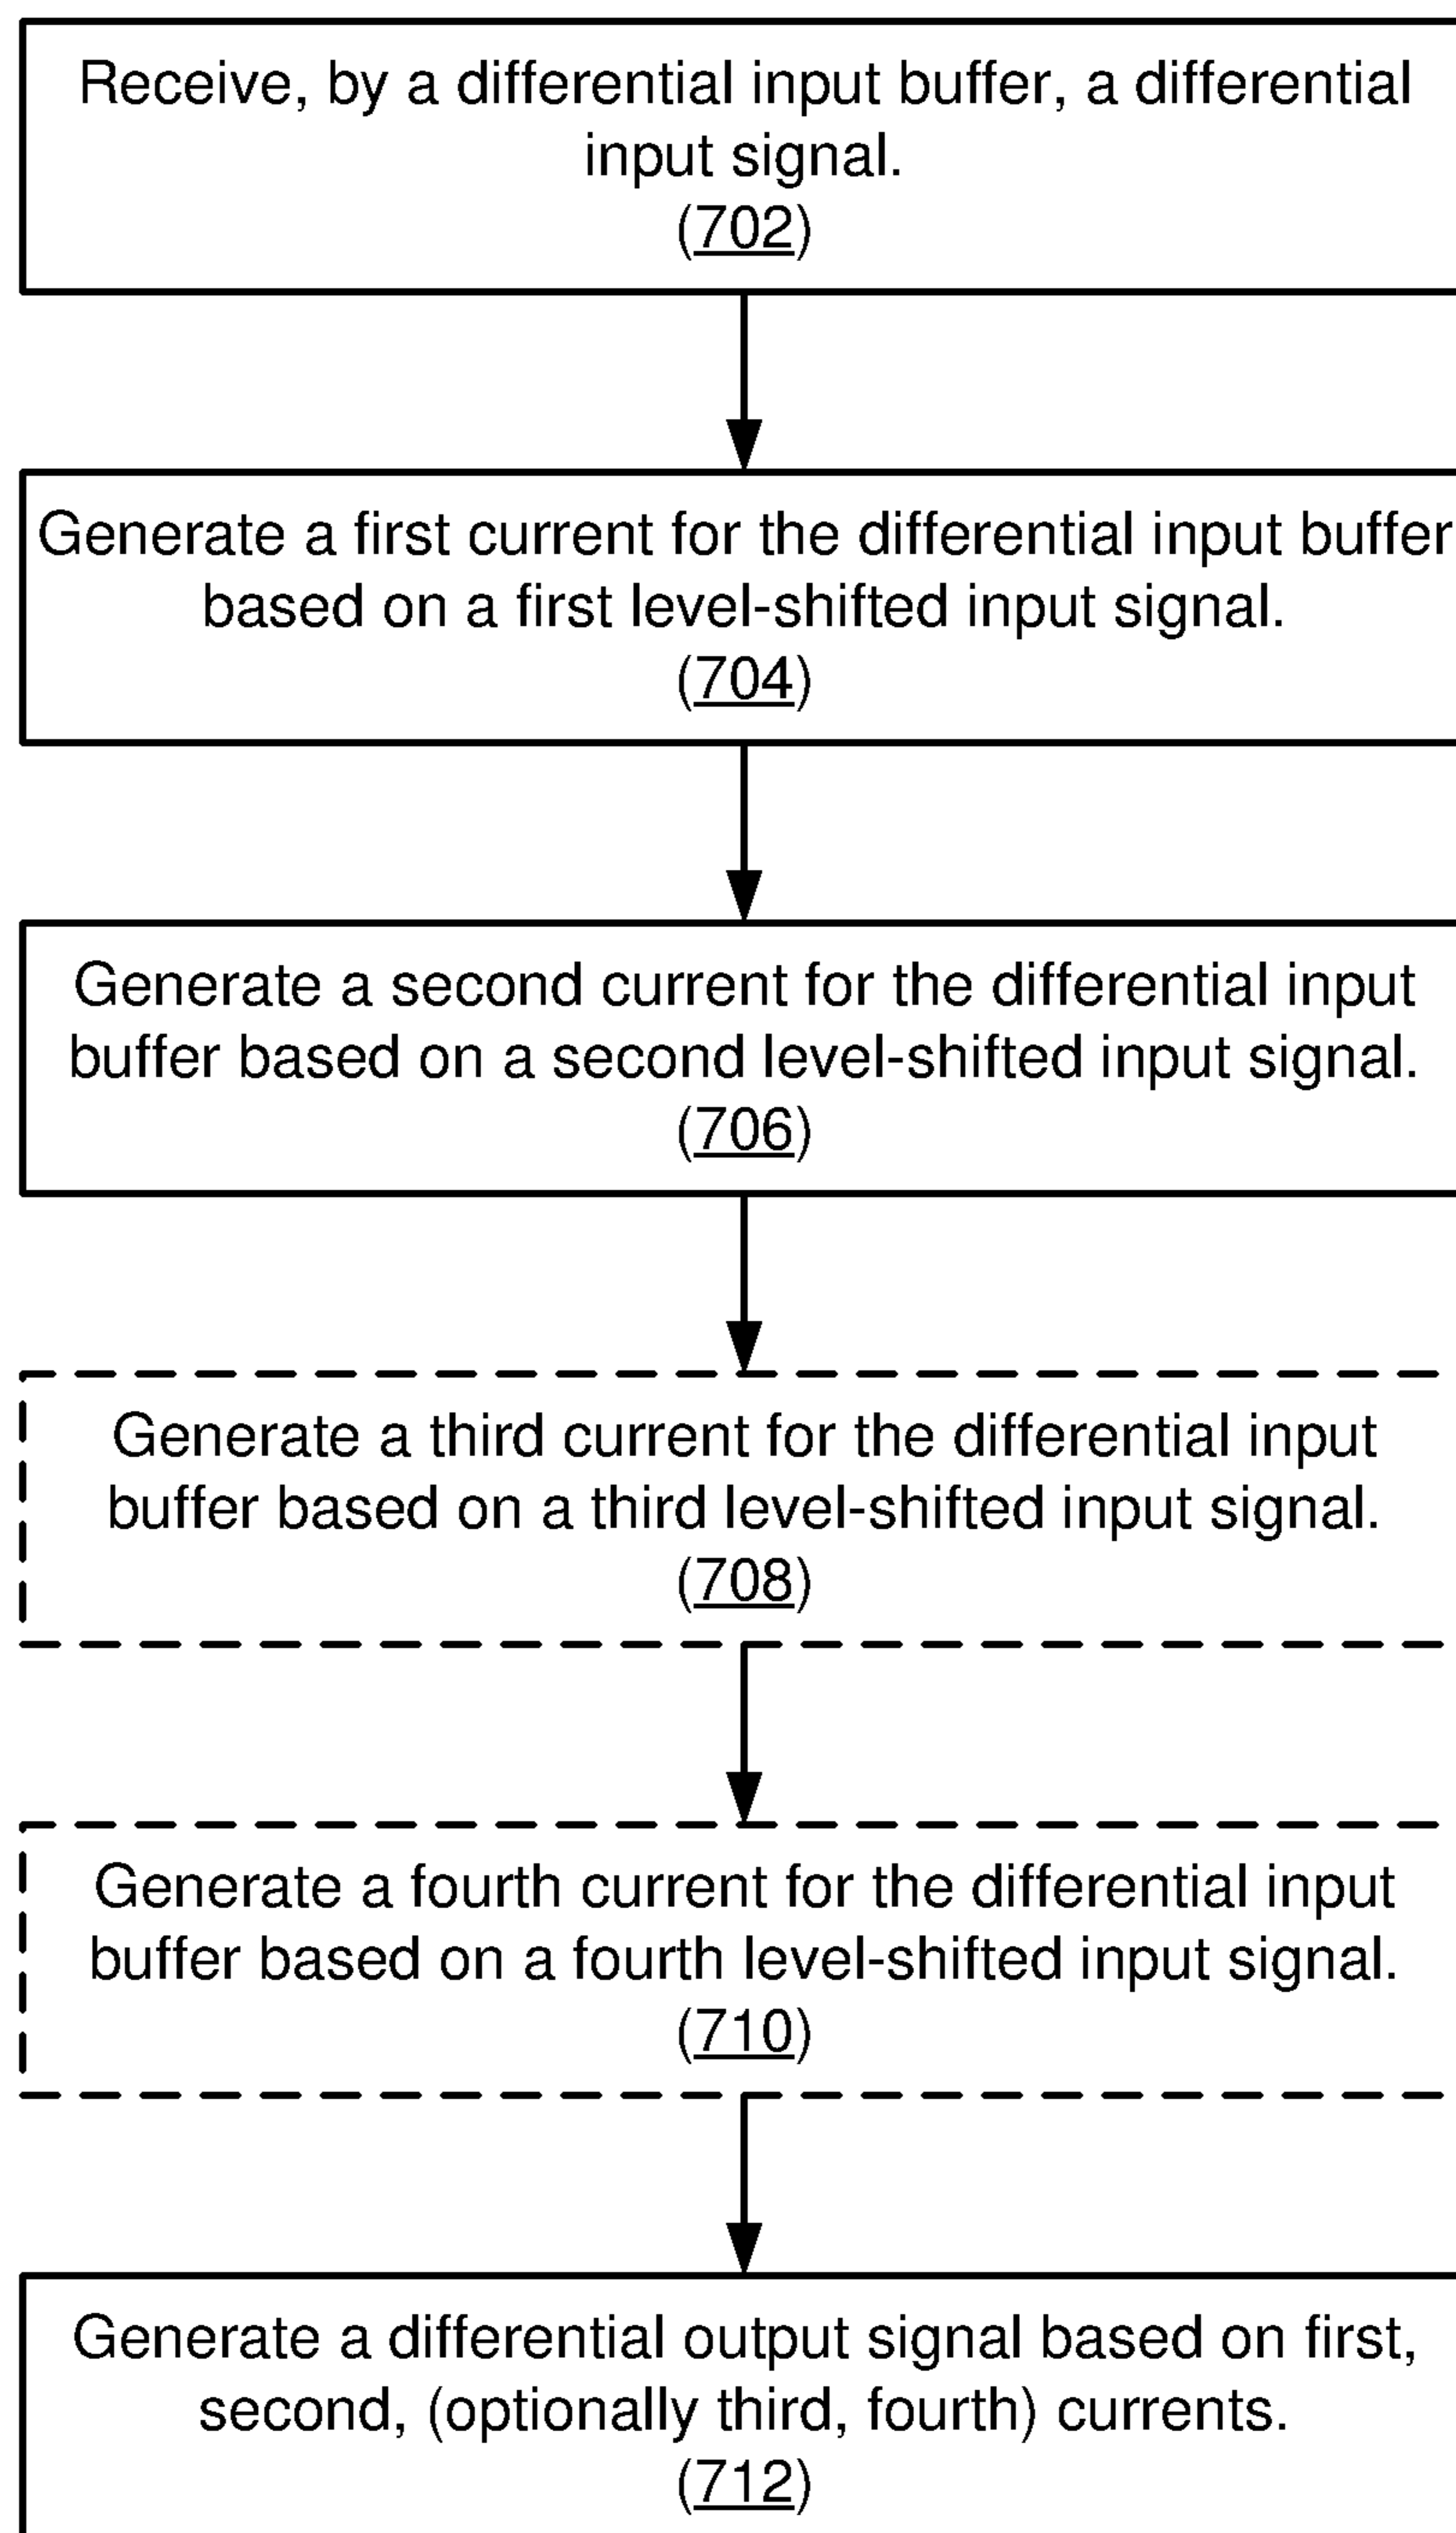 Receive, by a differential input buffer, a differential
input signal.
(702)
Generate a first current for the differential input buffer
based on a first level-shifted input signal.
(704)
Generate a second current for the differential input
buffer based on a second level-shifted input signal.
(706)
Generate a third current for the differential input
buffer based on a third level-shifted input signal.
(708)
Generate a fourth current for the differential input
buffer based on a fourth level-shifted input signal.
(710)
Generate a differential output signal based on first,
second, (optionally third, fourth) currents.
(712)